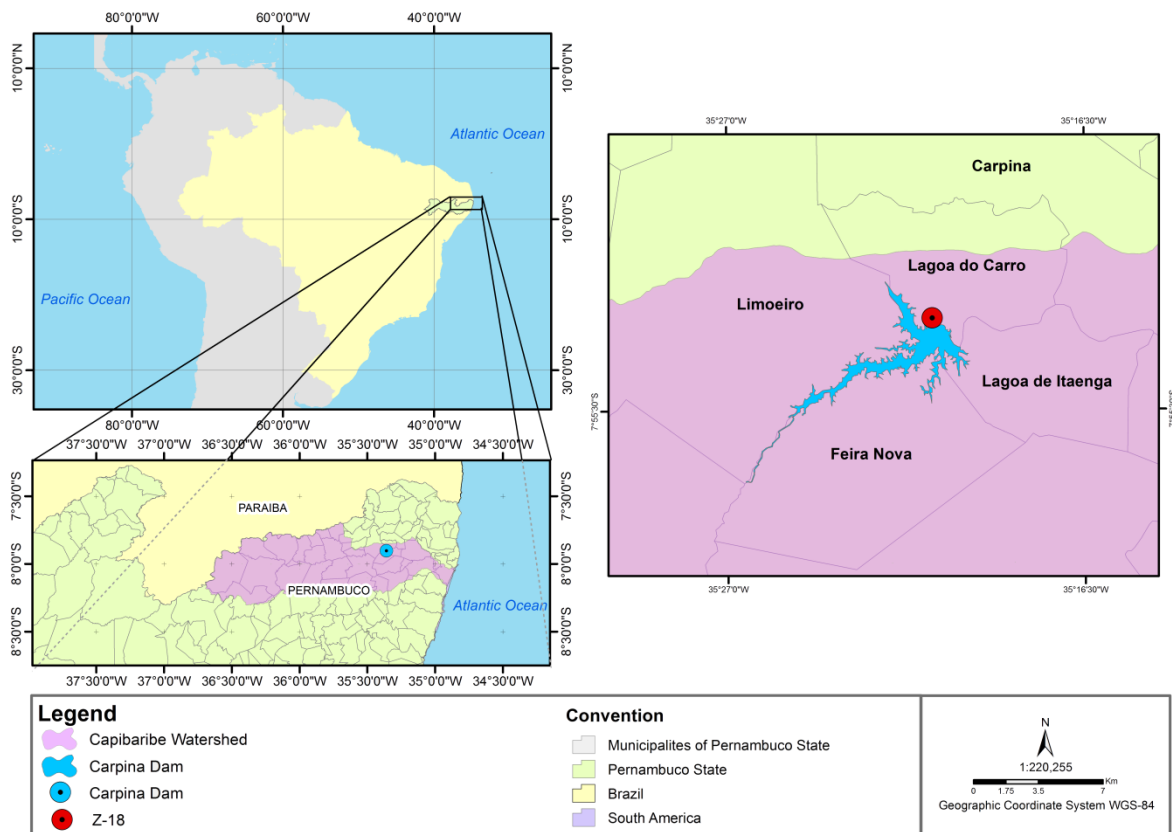 80°0'0"W 60°0'0"W 40°0'0"W
10°0'0"N
10°0'0"N
Atlantic Ocean
10°0'0"S
10°0'0"S
Pacific Ocean
30°0'0"S
30°0'0"S
80°0'0"W 60°0'0"W 40°0'0"W
37°30'0"W 37°0'0"W 36°30'0"W 36°0'0"W 35°30'0"W 35°0'0"W 34°30'0"W
7°30'0"S
7°30'0"S
PARAIBA
8°0'0"S
8°0'0"S
PERNAMBUCO
Atlantic Ocean
8°30'0"S
8°30'0"S
37°30'0"W 37°0'0"W 36°30'0"W 36°0'0"W 35°30'0"W 35°0'0"W 34°30'0"W
35°27'0"W 35°16'30"W
Carpina
Lagoa do Carro
Limoeiro
Lagoa de Itaenga
7°55'30"S
Feira Nova
35°27'0"W 35°16'30"W
Legend
Capibaribe Watershed
Carpina Dam
Carpina Dam
Z-18
Convention
Municipalites of Pernambuco State
Pernambuco State
Brazil
South America
N
1:220,255
Km
0 1.75 3.5 7
Geographic Coordinate System WGS-84